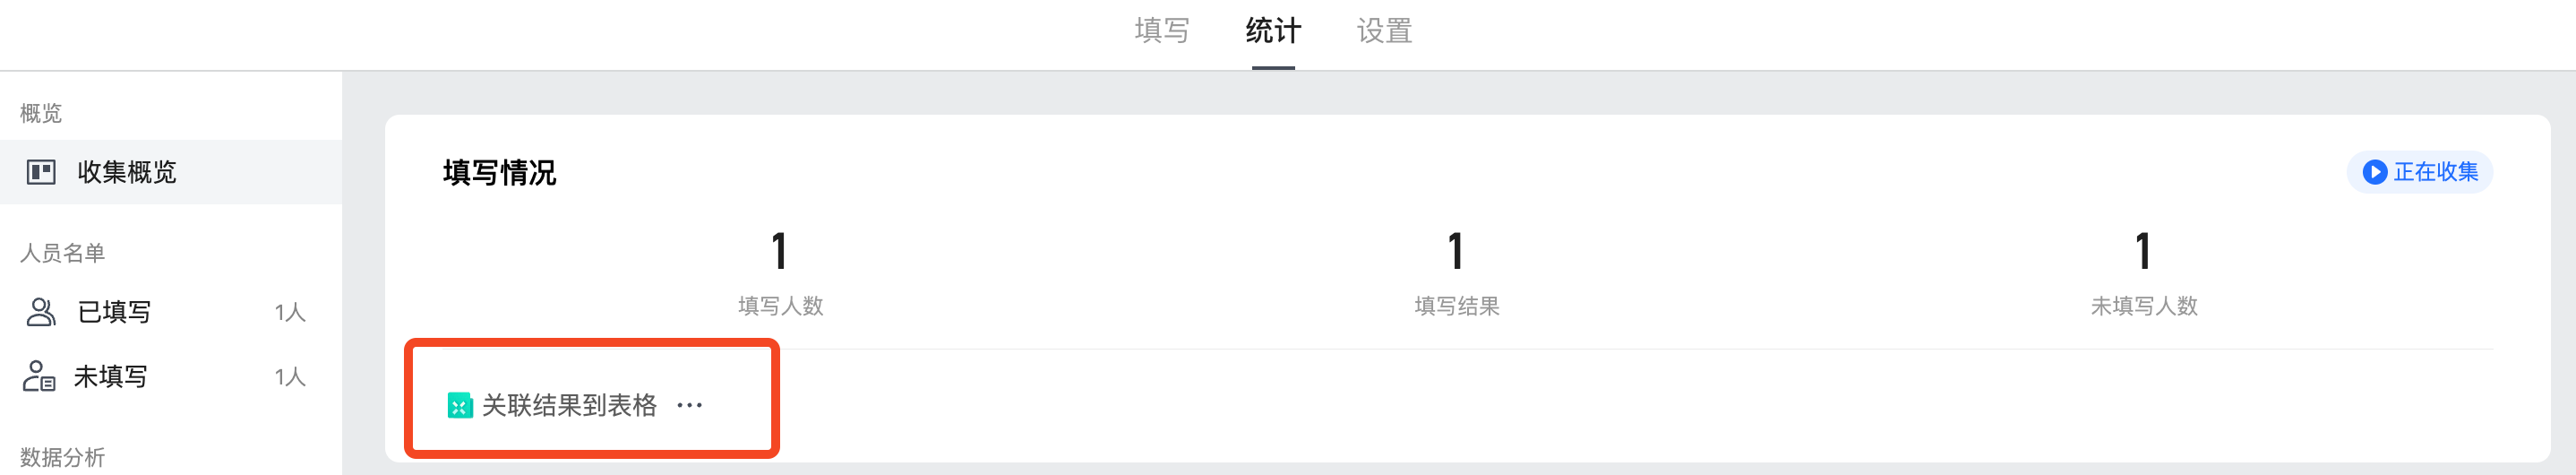 填写 统计 设置
概览
收集概览
人员名单
已填写 1人
未填写 1人
数据分析
填写情况
正在收集
1
填写人数
1
填写结果
1
未填写人数
关联结果到表格 ···